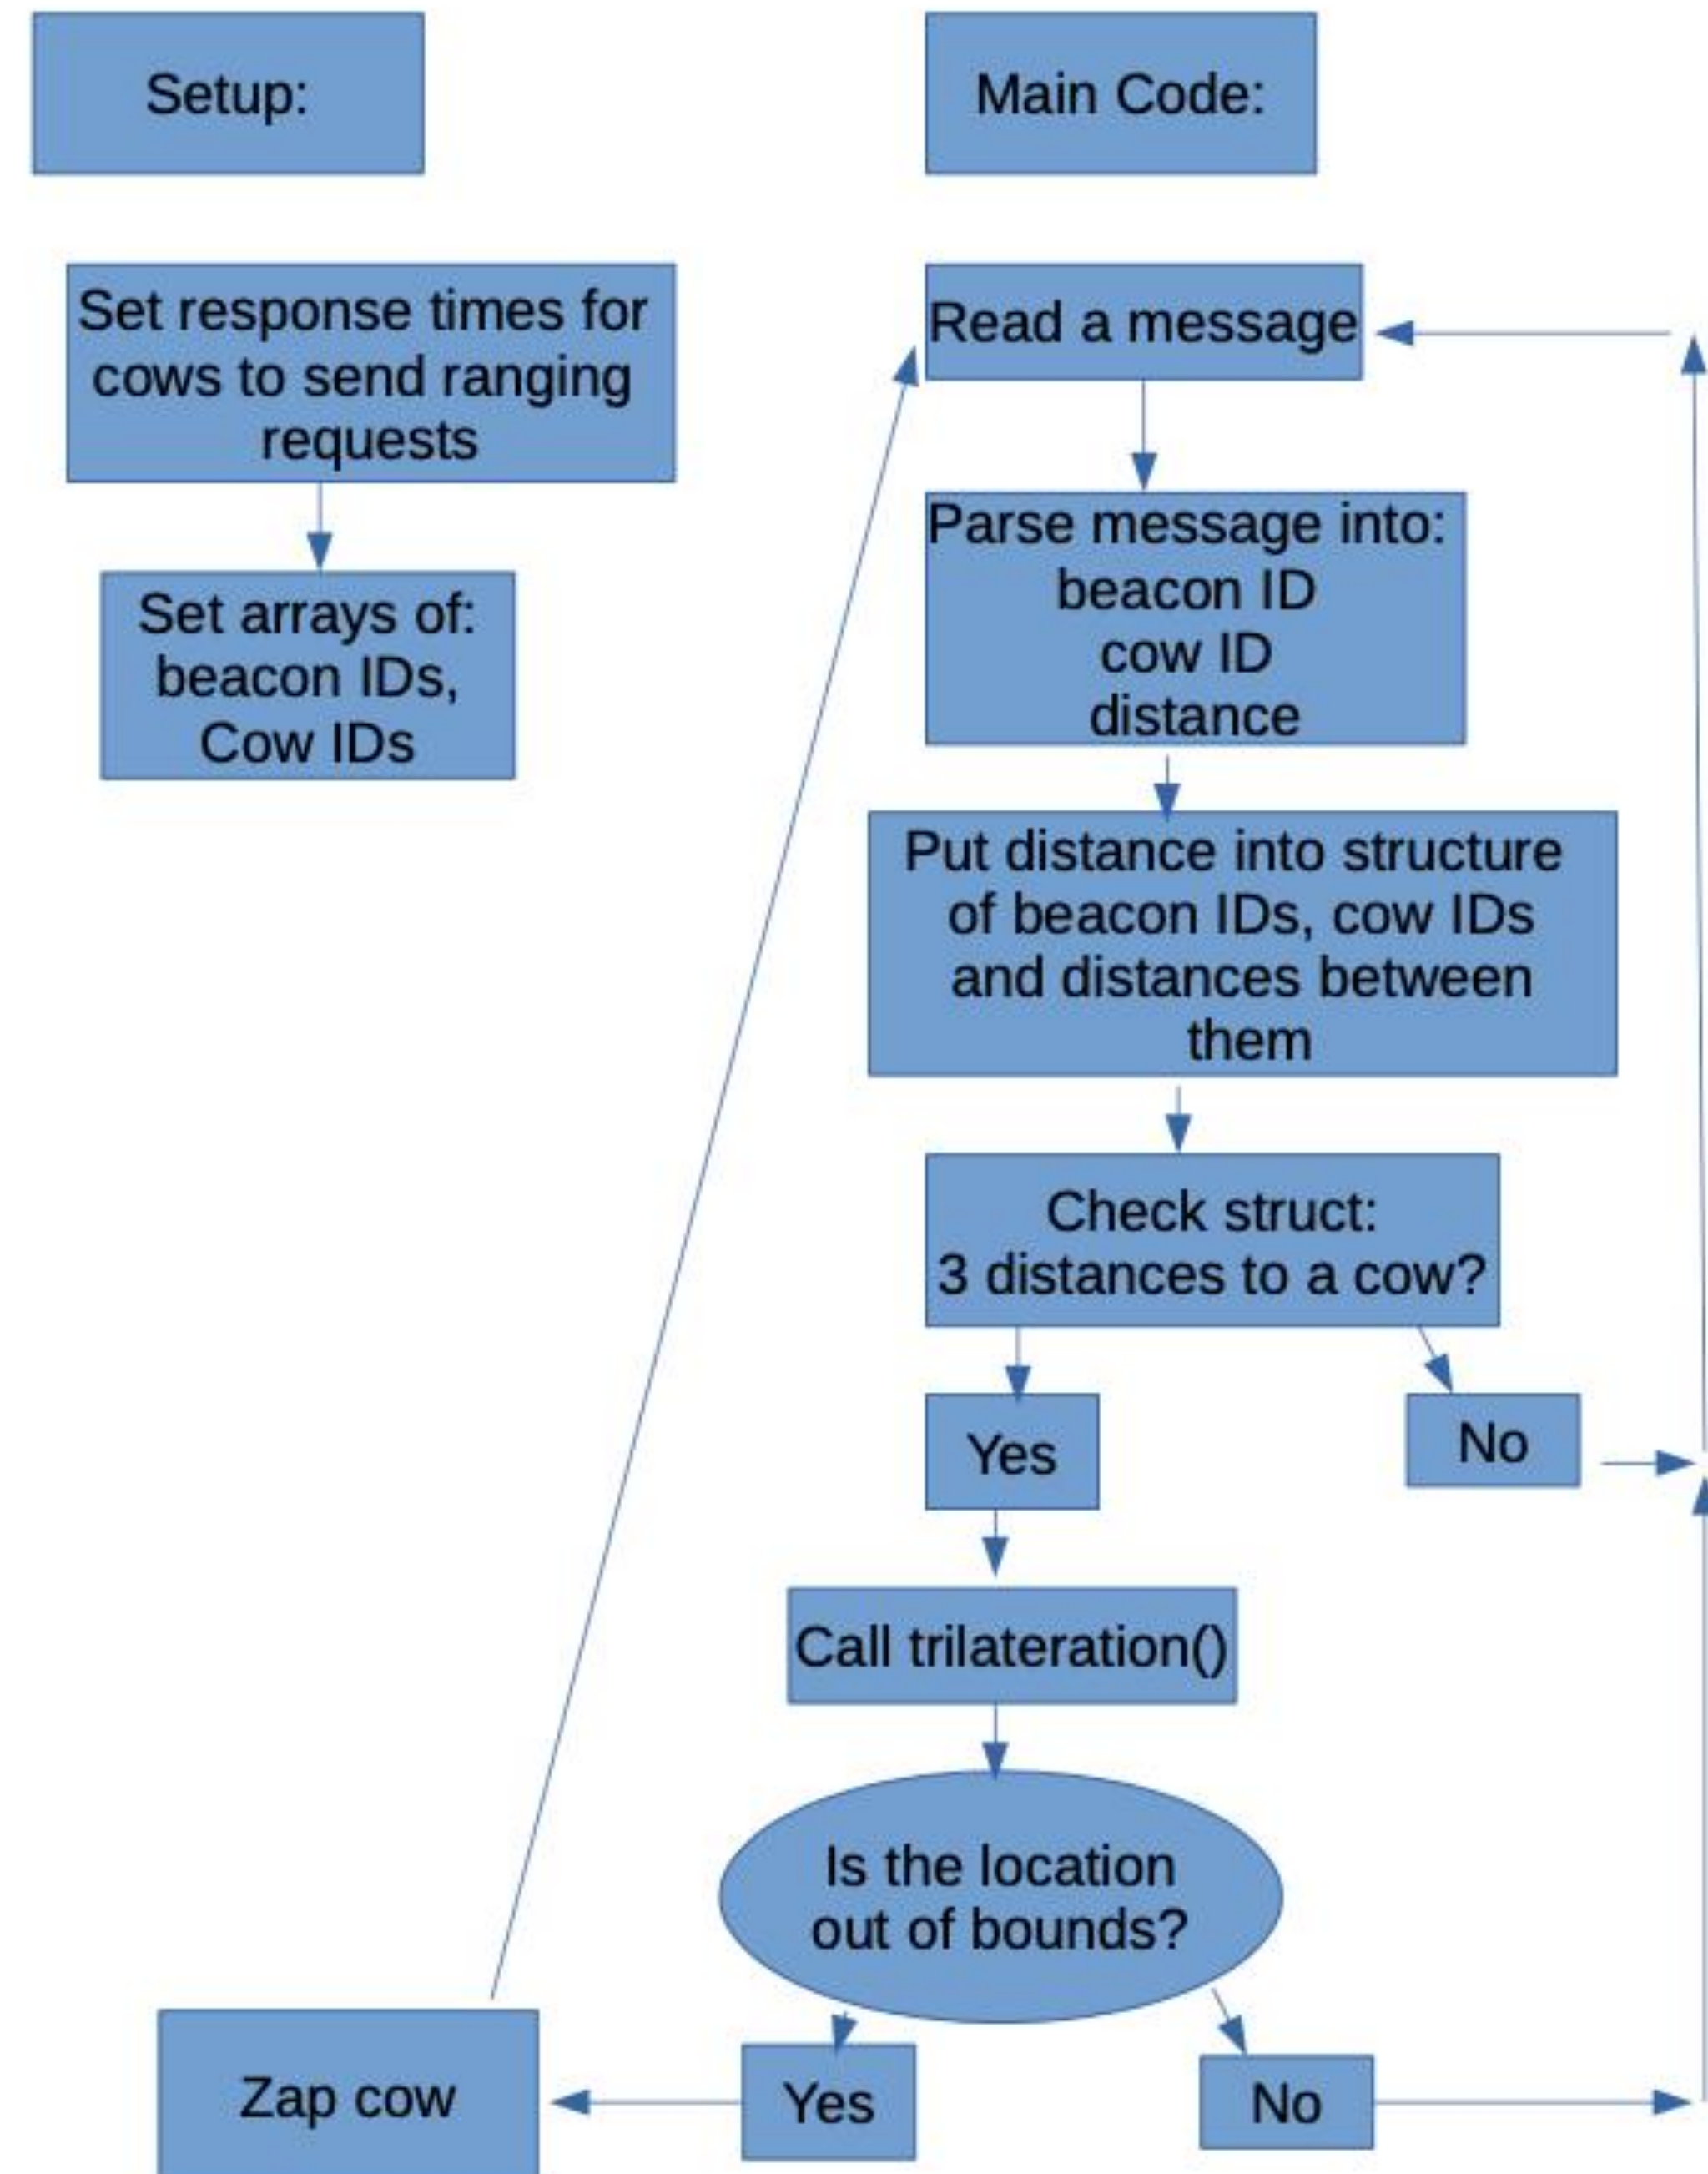 Setup:
Set response times for
cows to send ranging
requests
Set arrays of:
beacon IDs,
Cow IDs
Main Code:
Read a message
Parse message into:
beacon ID
cow ID
distance
Put distance into structure
of beacon IDs, cow IDs
and distances between
them
Check struct:
3 distances to a cow?
Yes
No
Call trilateration()
Is the location
out of bounds?
Zap cow
Yes
No